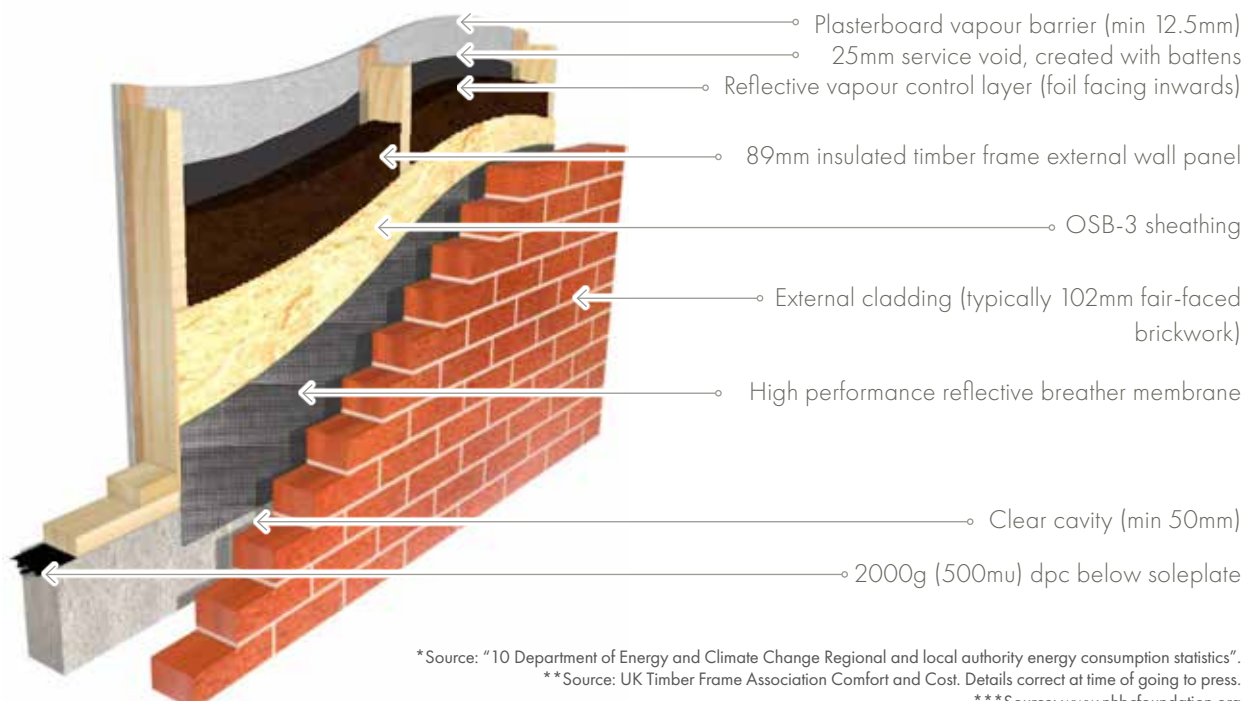 Plasterboard vapour barrier (min 12.5mm)
25mm service void, created with battens
Reflective vapour control layer (foil facing inwards)
89mm insulated timber frame external wall panel
OSB-3 sheathing
External cladding (typically 102mm fair-faced
brickwork)
High performance reflective breather membrane
Clear cavity (min 50mm)
2000g (500mu) dpc below soleplate
*Source: “10 Department of Energy and Climate Change Regional and local authority energy consumption statistics”.
**Source: UK Timber Frame Association Comfort and Cost. Details correct at time of going to press.
***Source: www.nhbcfoundation.org